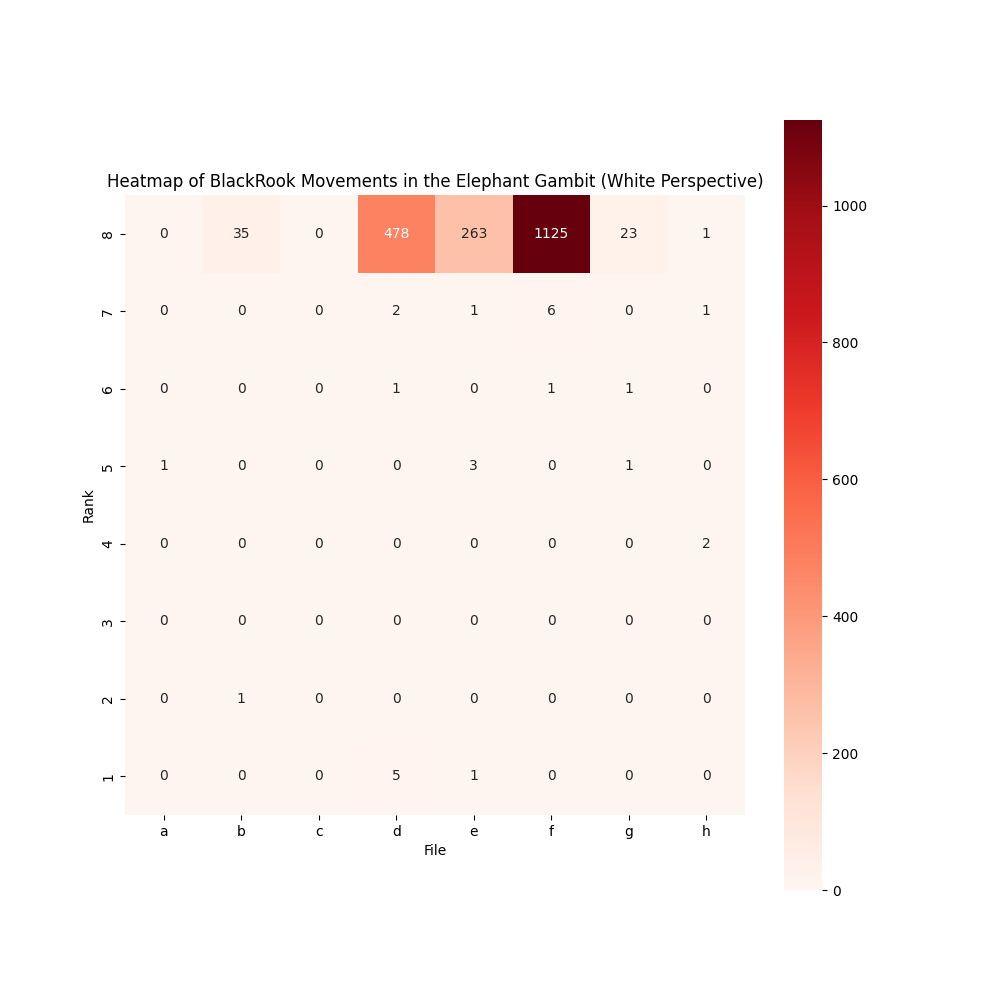 Heatmap of BlackRook Movements in the Elephant Gambit (White Perspective)
8 0 35 0 478 263 1125 23 1
7 0 0 0 2 1 6 0 1
6 0 0 0 1 0 1 1 0
5 1 0 0 0 3 0 1 0
Rank
4 0 0 0 0 0 0 0 2
3 0 0 0 0 0 0 0 0
2 0 1 0 0 0 0 0 0
1 0 0 0 5 1 0 0 0
a b c d e f g h
File
1000
800
600
400
200
0